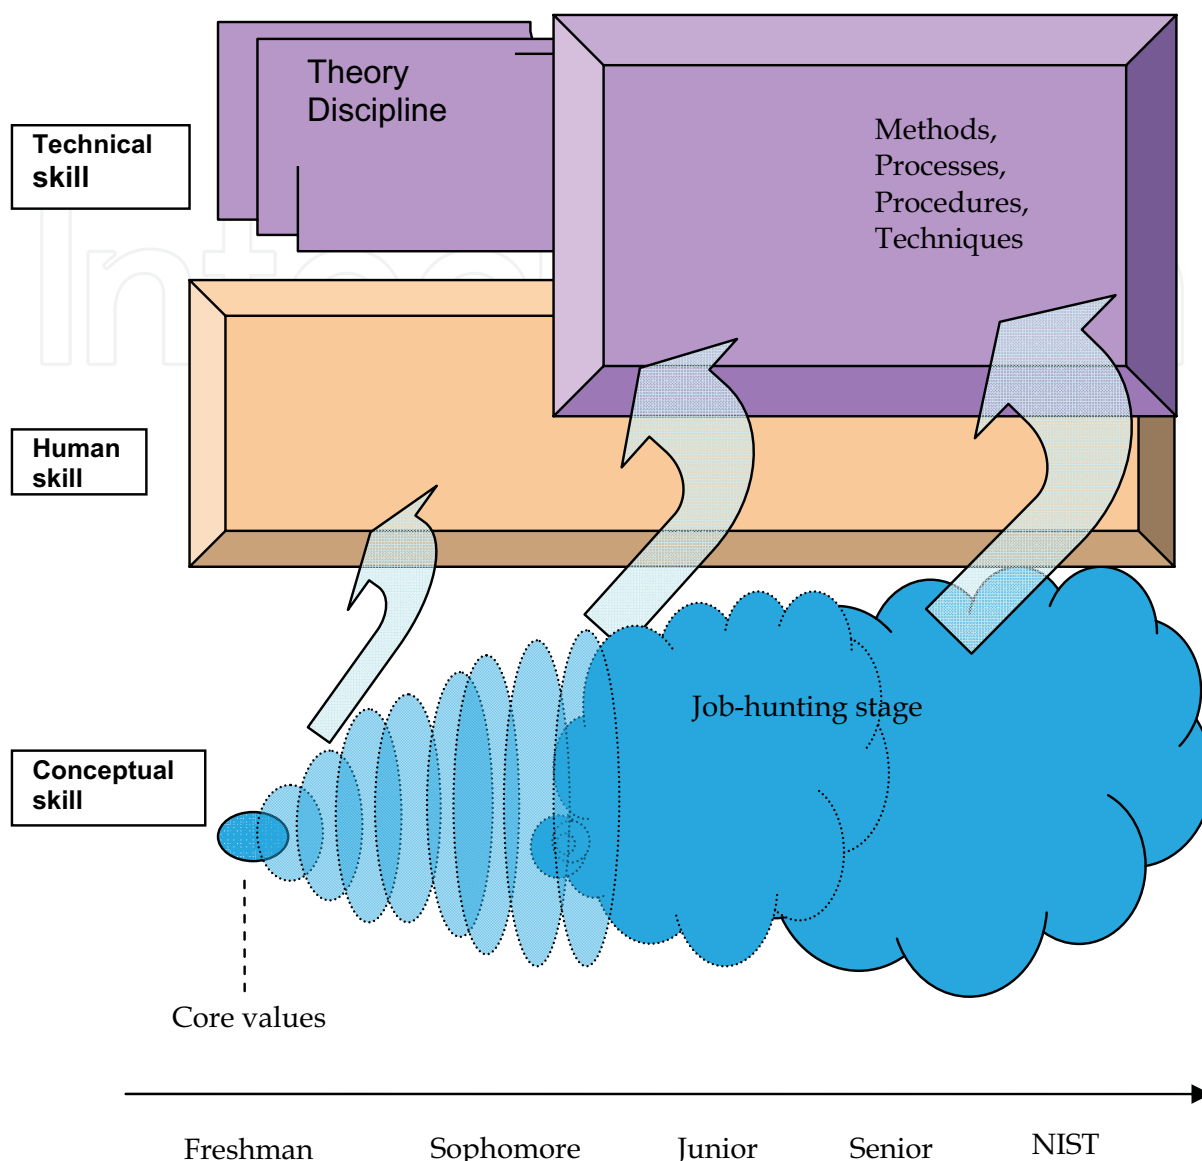 Theory
Discipline
Technical
skill
Methods,
Processes,
Procedures,
Techniques
Human
skill
Job-hunting stage
Conceptual
skill
Core values
Freshman
Sophomore
Junior
Senior
NIST